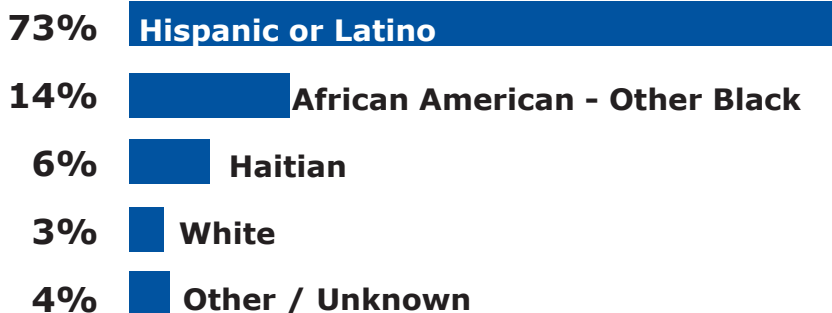 73% Hispanic or Latino
14% African American - Other Black
6% Haitian
3% White
4% Other / Unknown